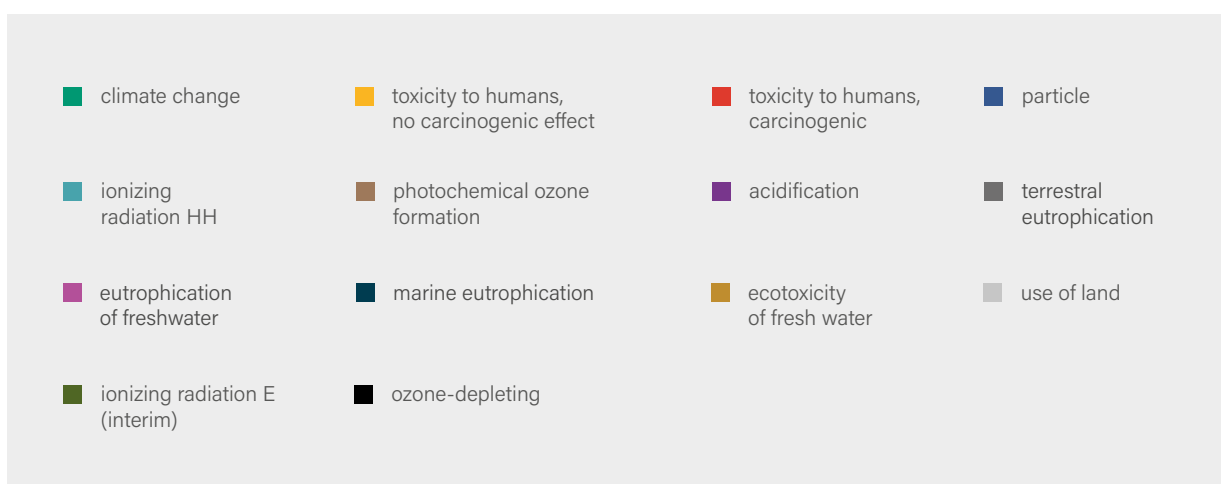 climate change
toxicity to humans,
no carcinogenic effect
toxicity to humans,
carcinogenic
particle
ionizing
radiation HH
photochemical ozone
formation
acidification
terrestral
eutrophication
eutrophication
of freshwater
marine eutrophication
ecotoxicity
of fresh water
use of land
ionizing radiation E
(interim)
ozone-depleting